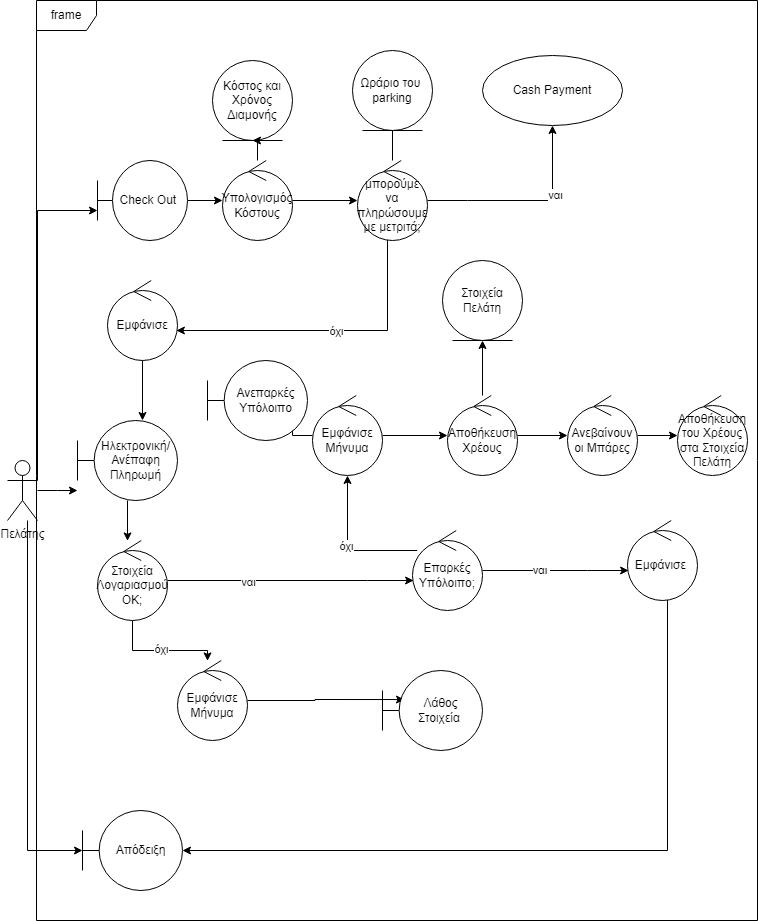 frame
Κόστος και
Χρόνος
Διαμονής
Ωράριο του
parking
Cash Payment
Check Out
Υπολογισμός
Κόστους
μπορούμε
να
πληρώσουμε
με μετριτά;
ναι
Στοιχεία
Πελάτη
Εμφάνισε
όχι
Ανεπαρκές
Υπόλοιπο
Εμφάνισε
Μήνυμα
Αποθήκευση
Χρέους
Ανεβαίνουν
οι Μπάρες
Αποθήκευση
του Χρέους
στα Στοιχεία
Πελάτη
Ηλεκτρονική/
Ανέπαφη
Πληρωμή
Πελάτης
όχι
Στοιχεία
Λογαριασμού
ΟΚ;
ναι
Επαρκές
Υπόλοιπο;
ναι
Εμφάνισε
όχι
Εμφάνισε
Μήνυμα
Λάθος
Στοιχεία
Απόδειξη